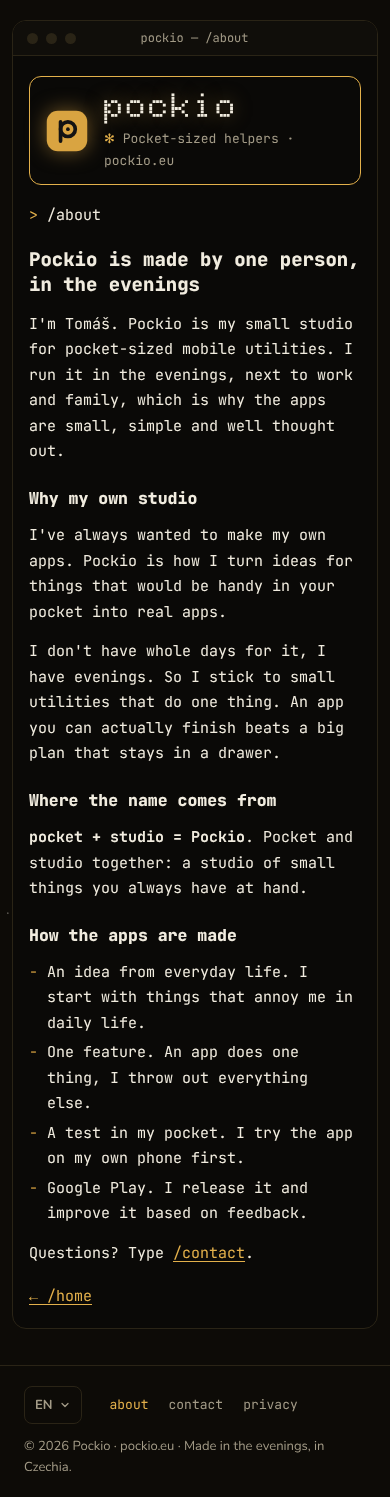 pockio — /about
pockio
✻ Pocket-sized helpers ·
pockio.eu
> /about
Pockio is made by one person,
in the evenings
I'm Tomáš. Pockio is my small studio
for pocket-sized mobile utilities. I
run it in the evenings, next to work
and family, which is why the apps
are small, simple and well thought
out.
Why my own studio
I've always wanted to make my own
apps. Pockio is how I turn ideas for
things that would be handy in your
pocket into real apps.
I don't have whole days for it, I
have evenings. So I stick to small
utilities that do one thing. An app
you can actually finish beats a big
plan that stays in a drawer.
Where the name comes from
pocket + studio = Pockio. Pocket and
studio together: a studio of small
things you always have at hand.
How the apps are made
- An idea from everyday life. I
start with things that annoy me in
daily life.
- One feature. An app does one
thing, I throw out everything
else.
- A test in my pocket. I try the app
on my own phone first.
- Google Play. I release it and
improve it based on feedback.
Questions? Type /contact.
← /home
EN about contact privacy
© 2026 Pockio · pockio.eu · Made in the evenings, in
Czechia.